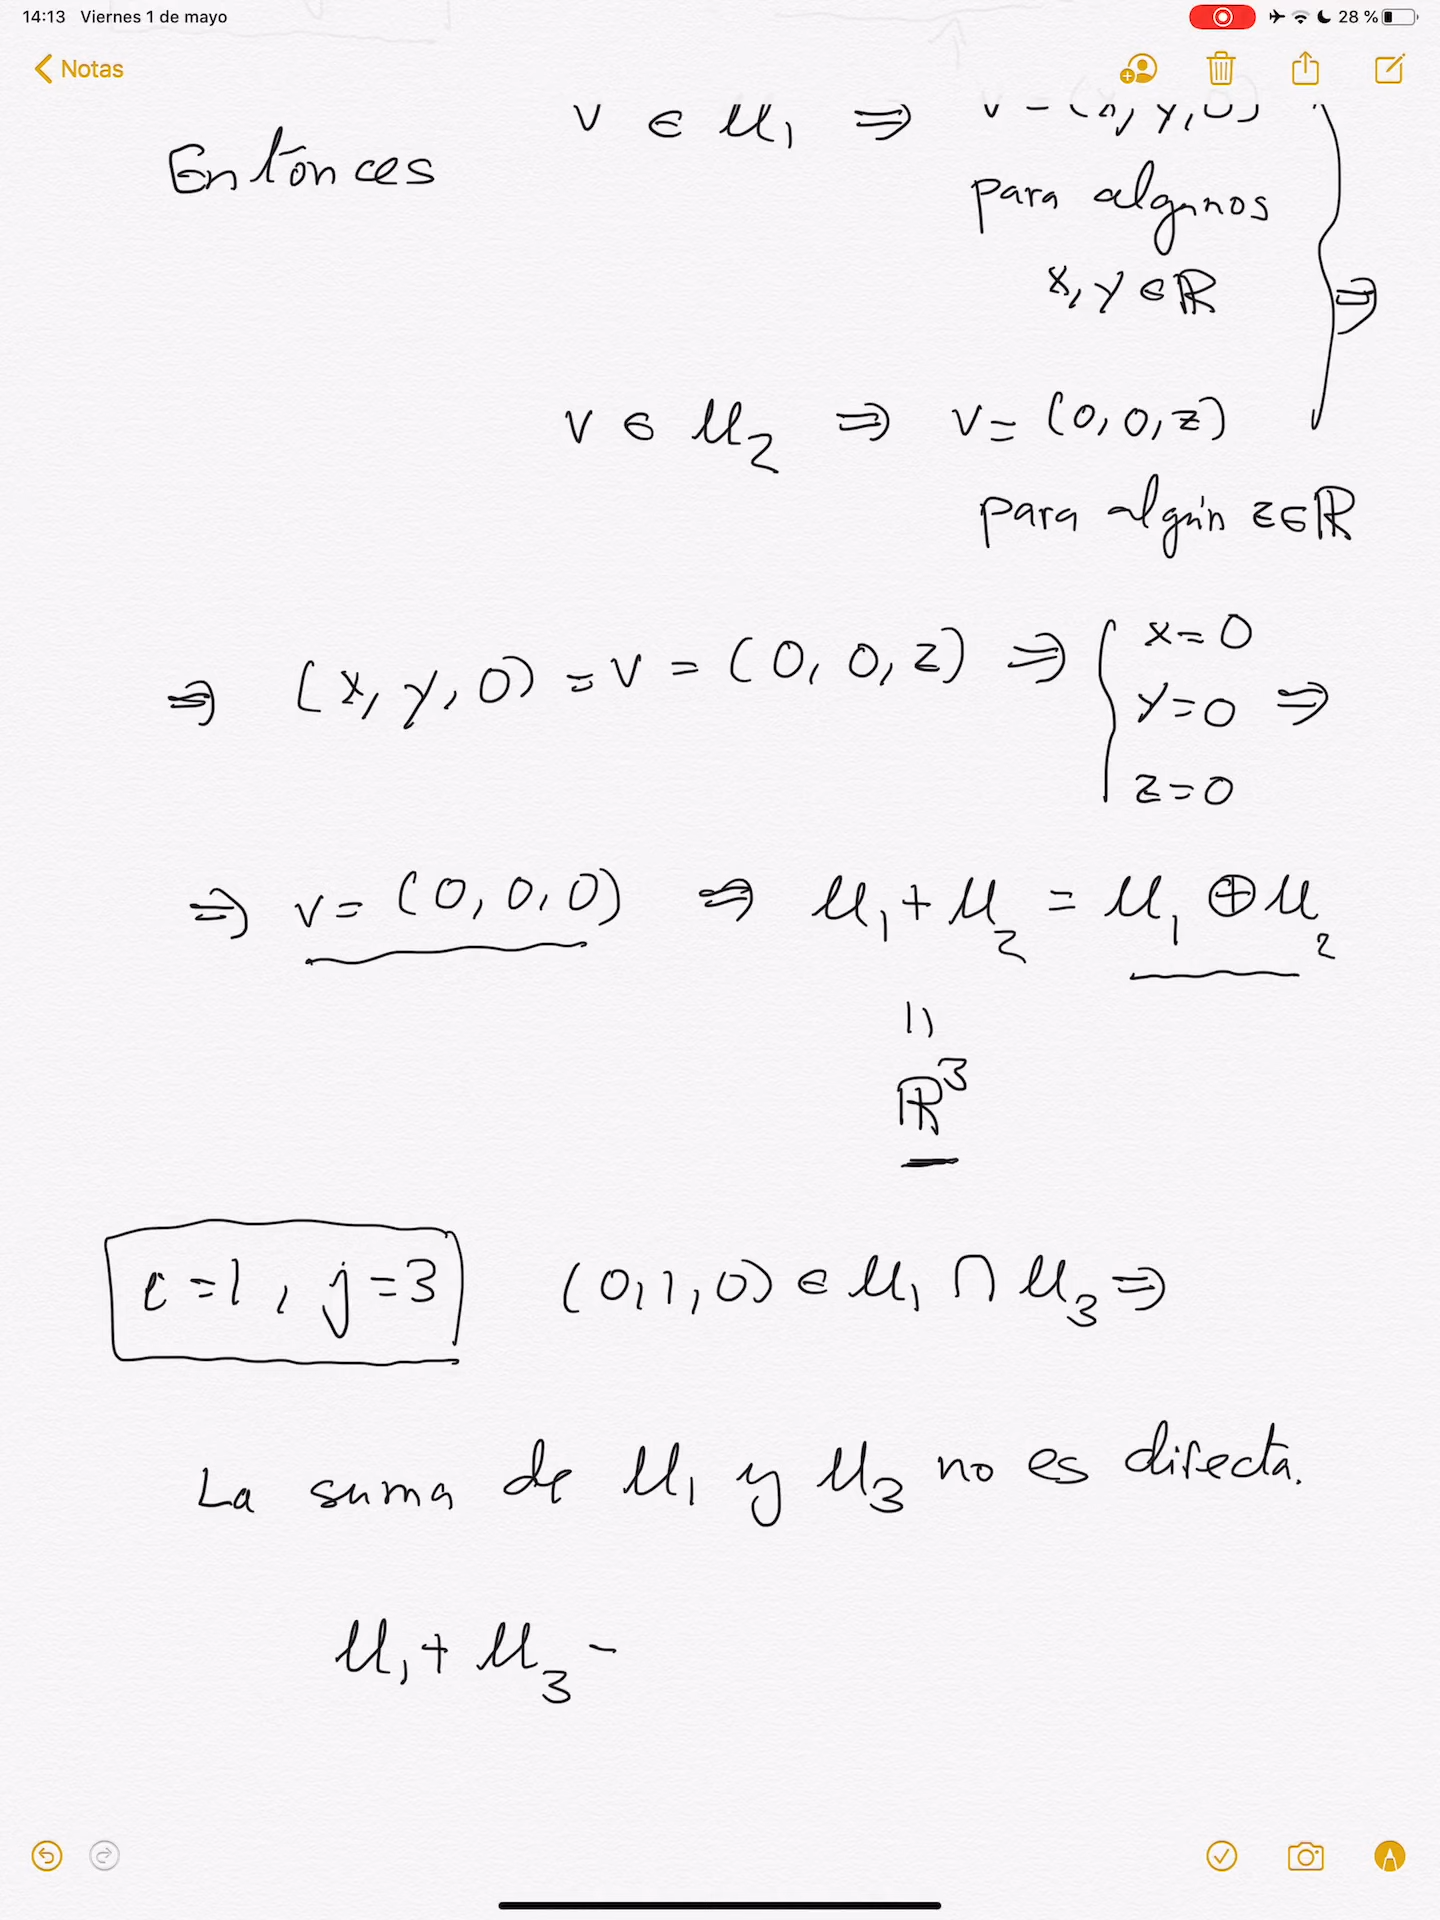 14:13 Viernes 1 de mayo 28 %
Notas
v ∈ U₁ ⇒ v = (x, y, 0)
Entonces
para algunos
x, y ∈ ℝ
⇒
v ∈ U₂ ⇒ v = (0, 0, z)
para algún z ∈ ℝ
⇒ (x, y, 0) = v = (0, 0, z) ⇒ { x = 0
y = 0 ⇒
z = 0
⇒ v = (0, 0, 0) ⇒ U₁ + U₂ = U₁ ⊕ U₂
=
ℝ³
i = 1, j = 3 (0, 1, 0) ∈ U₁ ∩ U₃ ⇒
La suma de U₁ y U₃ no es directa.
U₁ + U₃ -